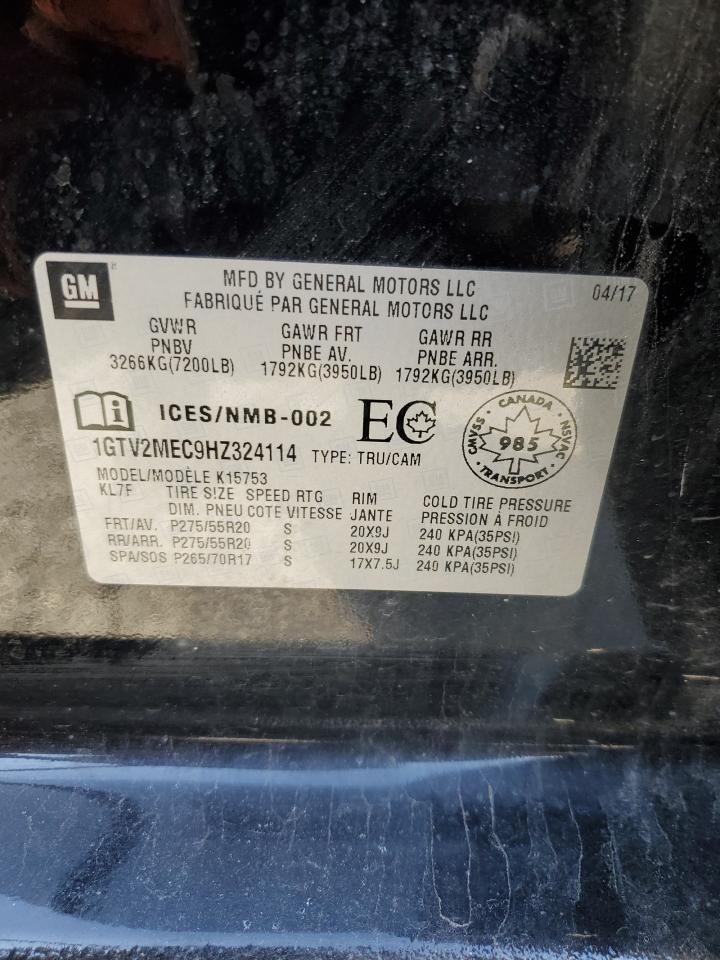 GM
MFD BY GENERAL MOTORS LLC
04/17
FABRIQUÉ PAR GENERAL MOTORS LLC
GVWR GAWR FRT GAWR RR
PNBV PNBE AV. PNBE ARR.
3266KG(7200LB) 1792KG(3950LB) 1792KG(3950LB)
i ICES/NMB-002 EC
CANADA
CMVSS 985 NSVAC
TRANSPORT
1GTV2MEC9HZ324114 TYPE: TRU/CAM
MODEL/MODÈLE K15753
KL7F TIRE SIZE SPEED RTG RIM COLD TIRE PRESSURE
DIM. PNEU COTE VITESSE JANTE PRESSION À FROID
FRT/AV. P275/55R20 S 20X9J 240 KPA(35PSI)
RR/ARR. P275/55R20 S 20X9J 240 KPA(35PSI)
SPA/SOS P265/70R17 S 17X7.5J 240 KPA(35PSI)